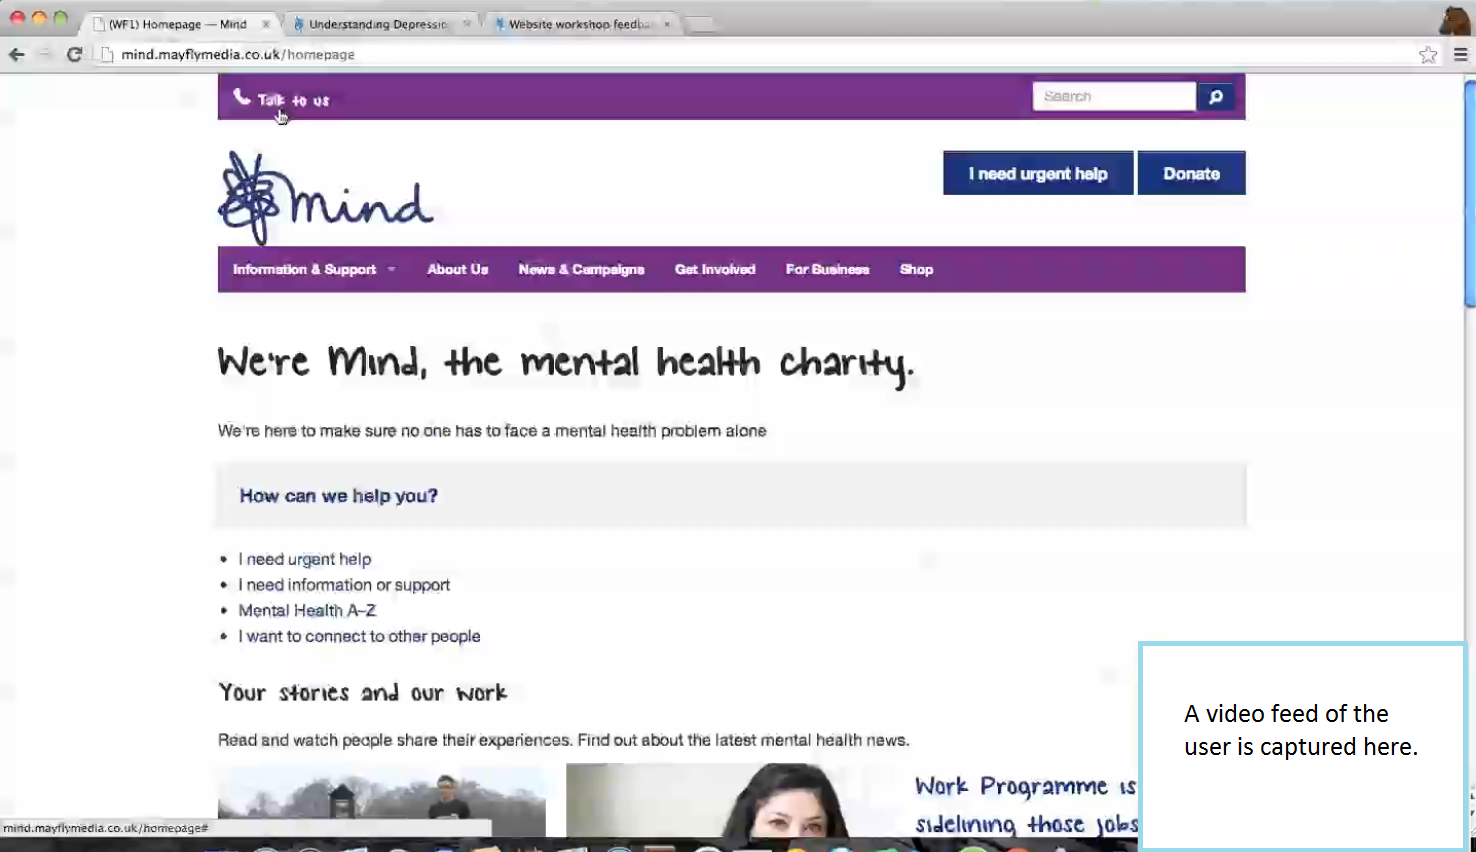 (WF1) Homepage — Mind
Understanding Depressio
Website workshop feedba
mind.mayflymedia.co.uk/homepage
Talk to us
Search
mind
I need urgent help
Donate
Information & Support
About Us
News & Campaigns
Get Involved
For Business
Shop
We're Mind, the mental health charity.
We're here to make sure no one has to face a mental health problem alone
How can we help you?
• I need urgent help
• I need information or support
• Mental Health A–Z
• I want to connect to other people
Your stories and our work
Read and watch people share their experiences. Find out about the latest mental health news.
Work Programme is
sidelining those jobs
A video feed of the
user is captured here.
mind.mayflymedia.co.uk/homepage#